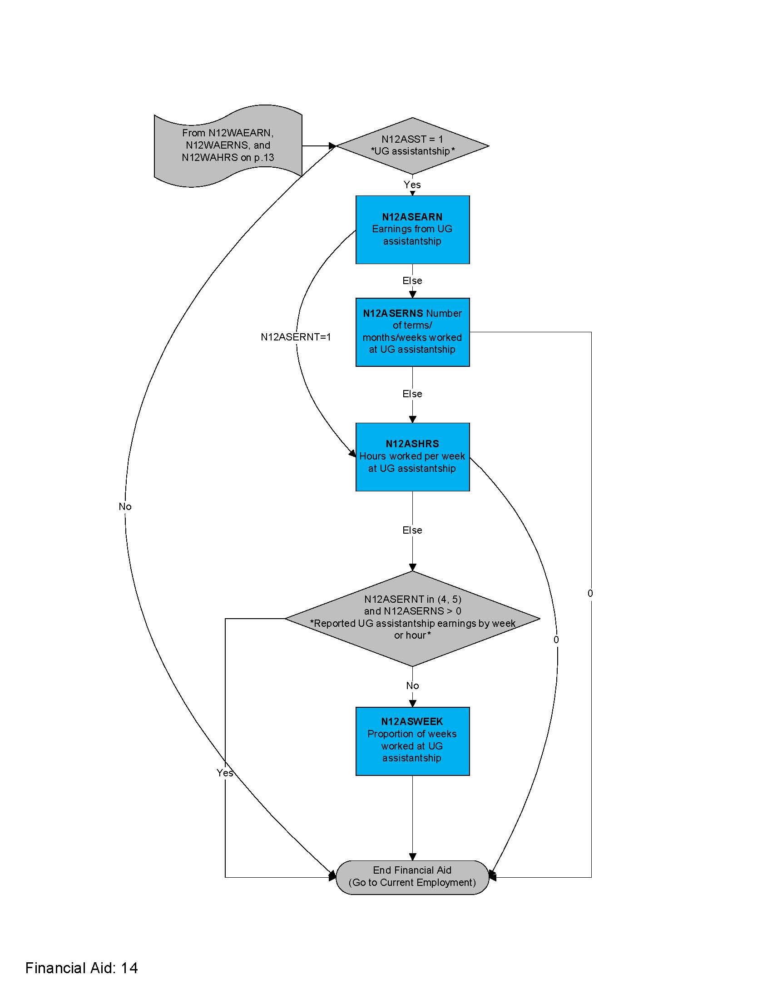 From N12WAEARN,
N12WAERNS, and
N12WAHRS on p.13
N12ASST = 1
*UG assistantship*
Yes
N12ASEARN
Earnings from UG
assistantship
Else
N12ASERNS Number
of terms/
months/weeks worked
at UG assistantship
N12ASERNT=1
Else
N12ASHRS
Hours worked per week
at UG assistantship
No
Else
0
N12ASERNT in (4, 5)
and N12ASERNS > 0
*Reported UG assistantship earnings by week
or hour*
0
No
N12ASWEEK
Proportion of weeks
worked at UG
assistantship
Yes
End Financial Aid
(Go to Current Employment)
Financial Aid: 14